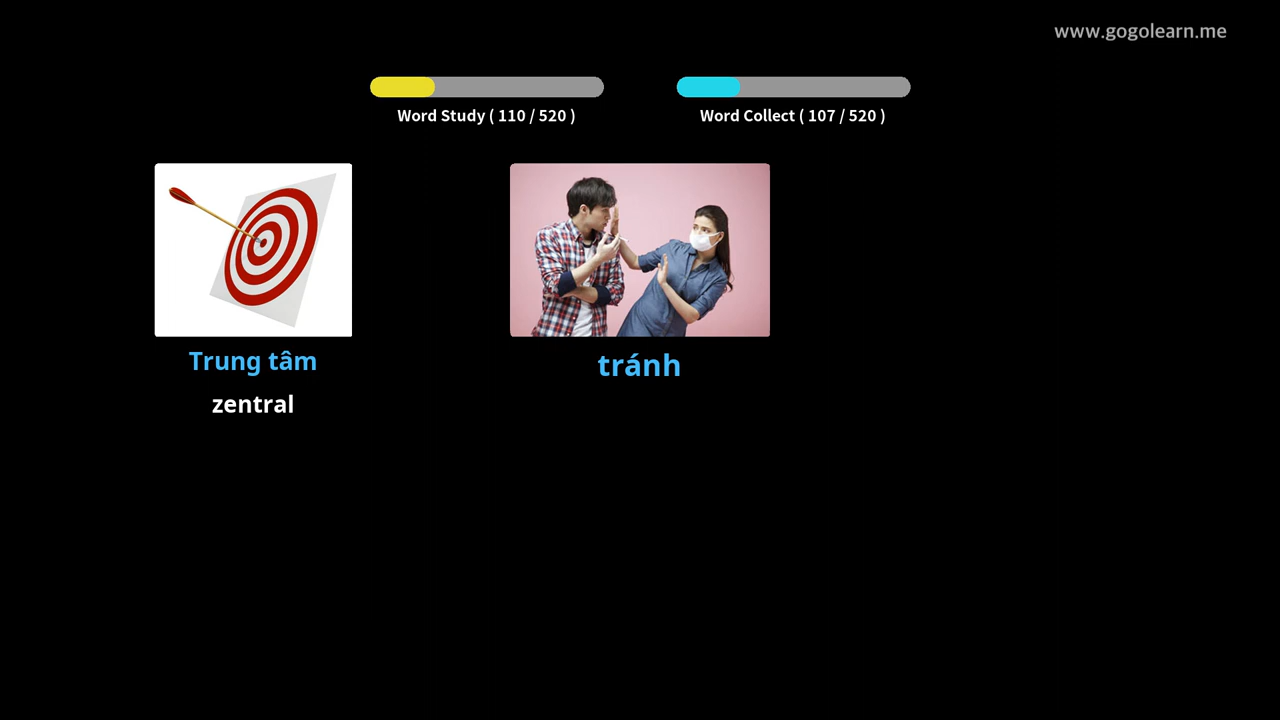 www.gogolearn.me
Word Study ( 110 / 520 )
Word Collect ( 107 / 520 )
Trung tâm
zentral
tránh